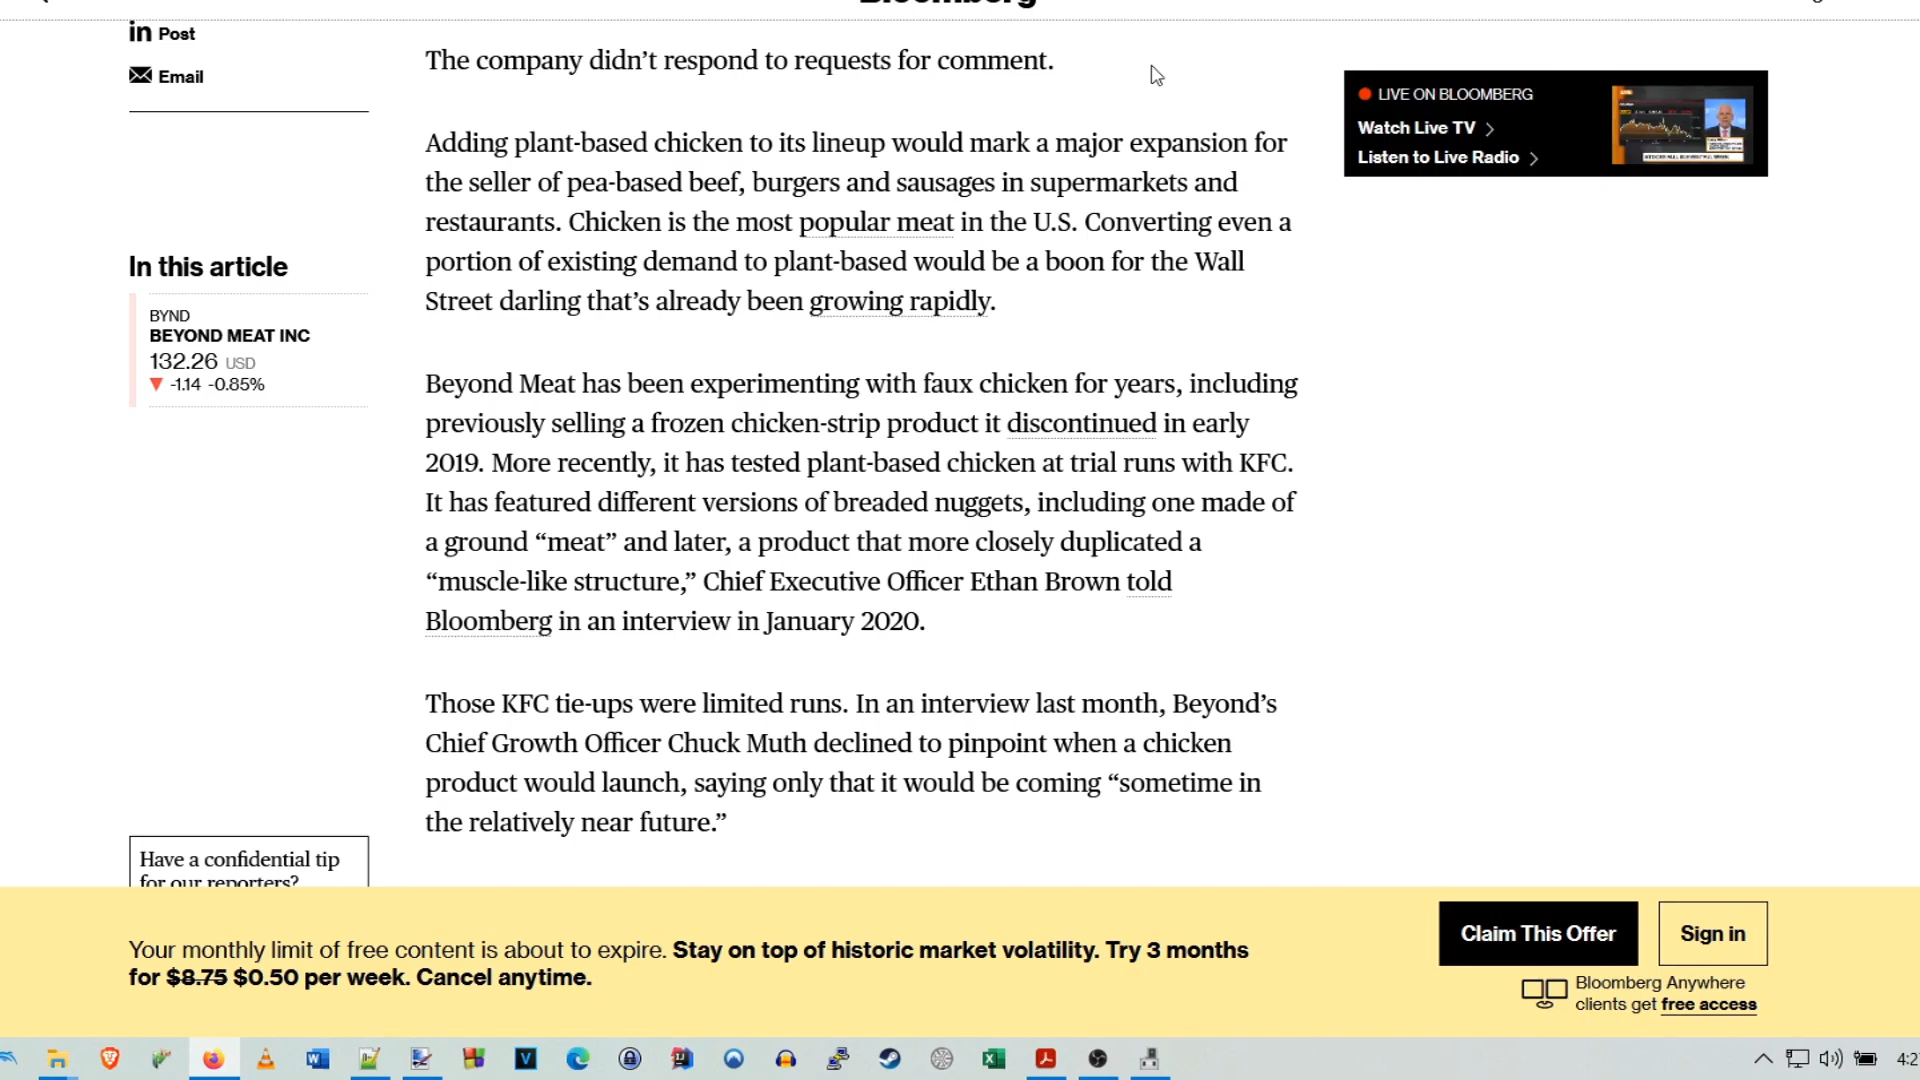 Bloomberg
in Post
Email
The company didn’t respond to requests for comment.
Adding plant-based chicken to its lineup would mark a major expansion for
the seller of pea-based beef, burgers and sausages in supermarkets and
restaurants. Chicken is the most popular meat in the U.S. Converting even a
portion of existing demand to plant-based would be a boon for the Wall
Street darling that’s already been growing rapidly.
In this article
BYND
BEYOND MEAT INC
132.26 USD
▼ -1.14 -0.85%
Beyond Meat has been experimenting with faux chicken for years, including
previously selling a frozen chicken-strip product it discontinued in early
2019. More recently, it has tested plant-based chicken at trial runs with KFC.
It has featured different versions of breaded nuggets, including one made of
a ground “meat” and later, a product that more closely duplicated a
“muscle-like structure,” Chief Executive Officer Ethan Brown told
Bloomberg in an interview in January 2020.
Those KFC tie-ups were limited runs. In an interview last month, Beyond’s
Chief Growth Officer Chuck Muth declined to pinpoint when a chicken
product would launch, saying only that it would be coming “sometime in
the relatively near future.”
LIVE ON BLOOMBERG
Watch Live TV
Listen to Live Radio
Have a confidential tip
for our reporters?
Your monthly limit of free content is about to expire. Stay on top of historic market volatility. Try 3 months
for $8.75 $0.50 per week. Cancel anytime.
Claim This Offer
Sign in
Bloomberg Anywhere
clients get free access
4:2